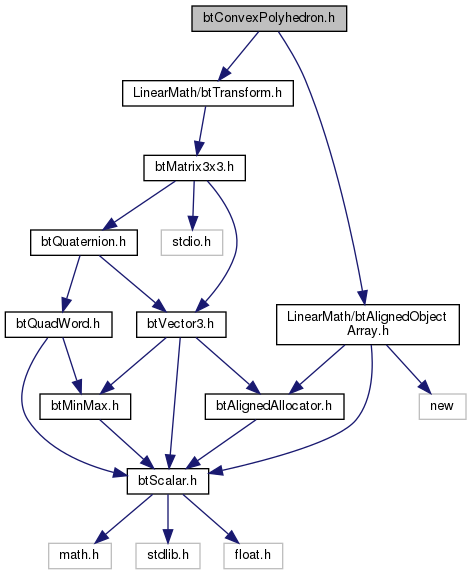 btConvexPolyhedron.h
LinearMath/btTransform.h
btMatrix3x3.h
btQuaternion.h
stdio.h
btQuadWord.h
btVector3.h
LinearMath/btAlignedObject
Array.h
btMinMax.h
btAlignedAllocator.h
new
btScalar.h
math.h
stdlib.h
float.h